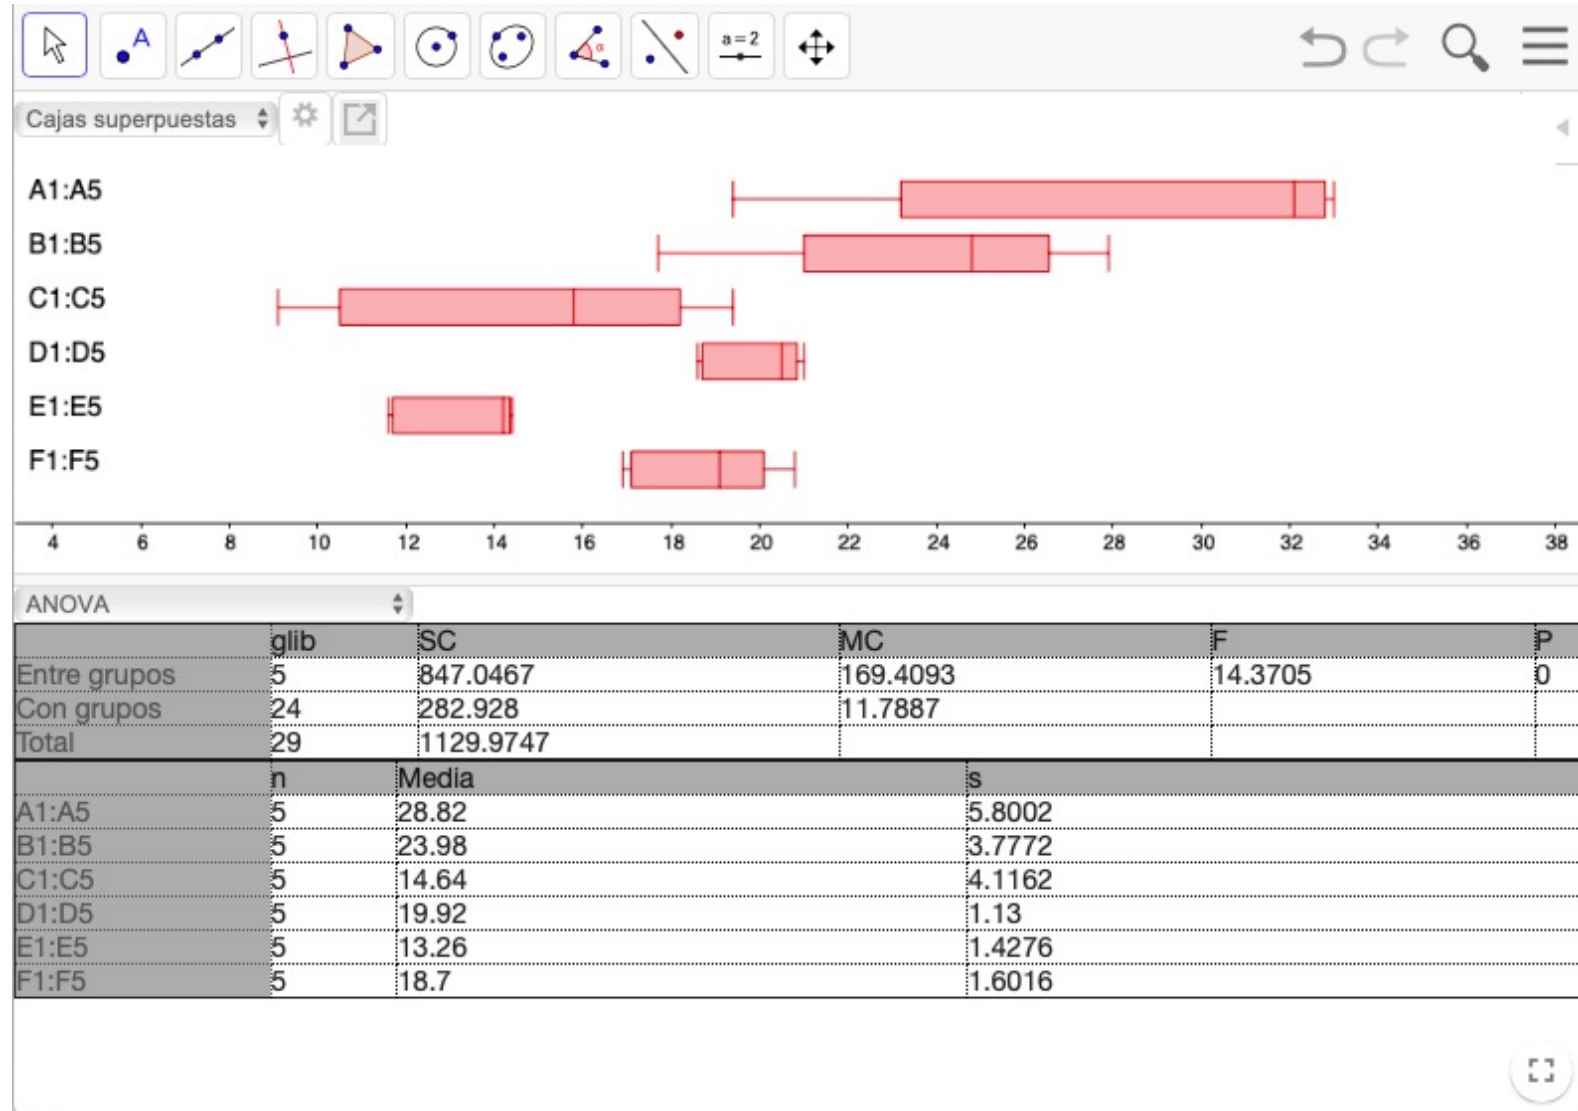 A α a = 2
Cajas superpuestas
A1:A5
B1:B5
C1:C5
D1:D5
E1:E5
F1:F5
4 6 8 10 12 14 16 18 20 22 24 26 28 30 32 34 36 38
ANOVA
glib SC MC F P
Entre grupos 5 847.0467 169.4093 14.3705 0
Con grupos 24 282.928 11.7887
Total 29 1129.9747
n Media s
A1:A5 5 28.82 5.8002
B1:B5 5 23.98 3.7772
C1:C5 5 14.64 4.1162
D1:D5 5 19.92 1.13
E1:E5 5 13.26 1.4276
F1:F5 5 18.7 1.6016